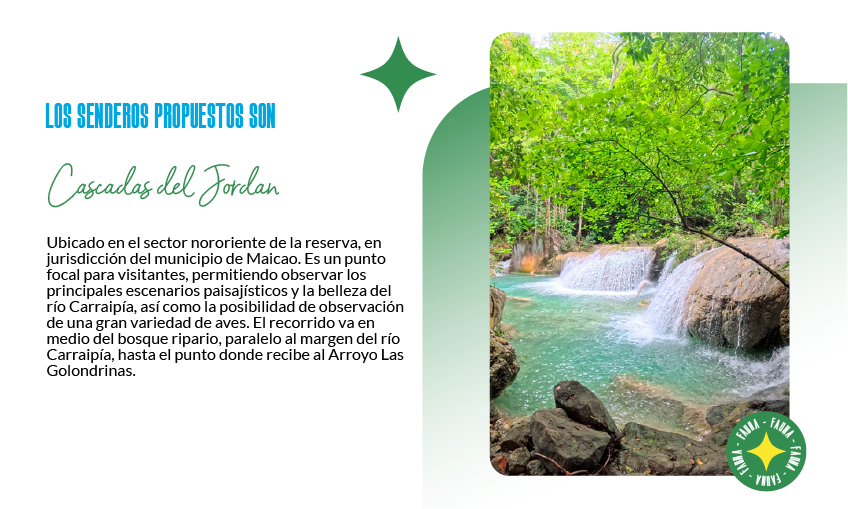 LOS SENDEROS PROPUESTOS SON
Cascadas del Jordan
Ubicado en el sector nororiente de la reserva, en
jurisdicción del municipio de Maicao. Es un punto
focal para visitantes, permitiendo observar los
principales escenarios paisajísticos y la belleza del
río Carraipía, así como la posibilidad de observación
de una gran variedad de aves. El recorrido va en
medio del bosque ripario, paralelo al margen del río
Carraipía, hasta el punto donde recibe al Arroyo Las
Golondrinas.
FAUNA - FAUNA - FAUNA - FAUNA - FAUNA -